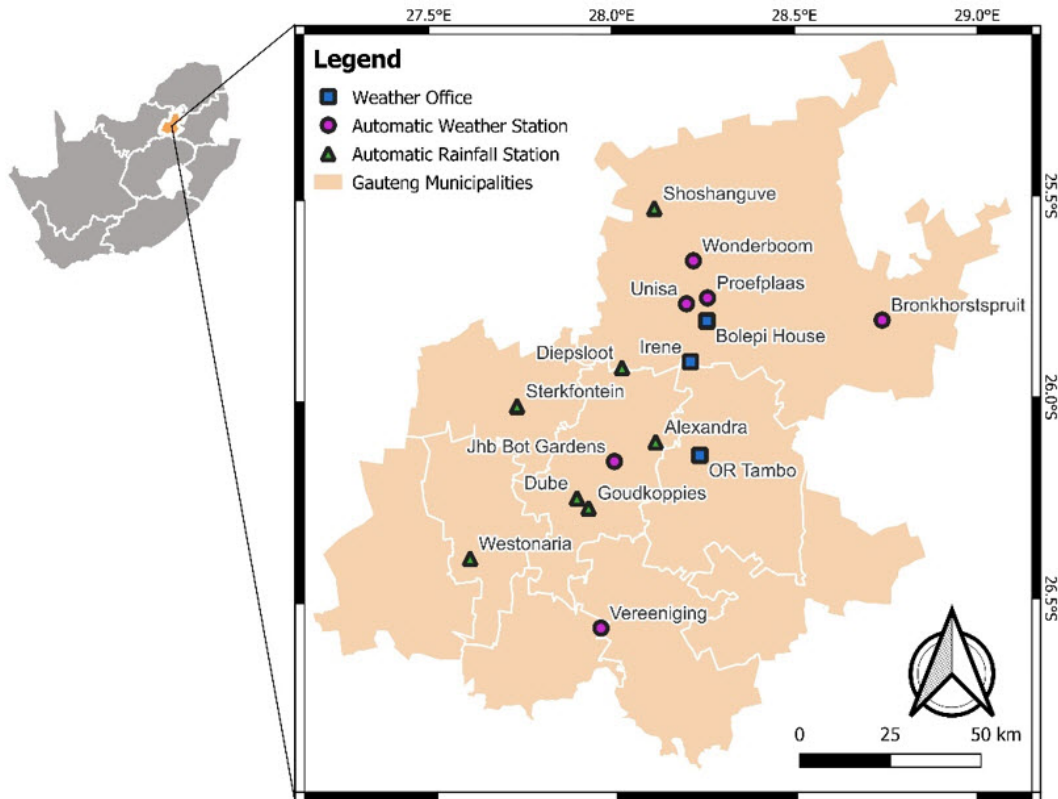 27.5°E 28.0°E 28.5°E 29.0°E
Legend
Weather Office
Automatic Weather Station
Automatic Rainfall Station
Gauteng Municipalities
25.5°S
Shoshanguve
Wonderboom
Unisa
Proefplaas
Bronkhorstspruit
Bolepi House
Irene
Diepsloot
26.0°S
Sterkfontein
Alexandra
Jhb Bot Gardens
OR Tambo
Dube
Goudkoppies
Westonaria
26.5°S
Vereeniging
0 25 50 km